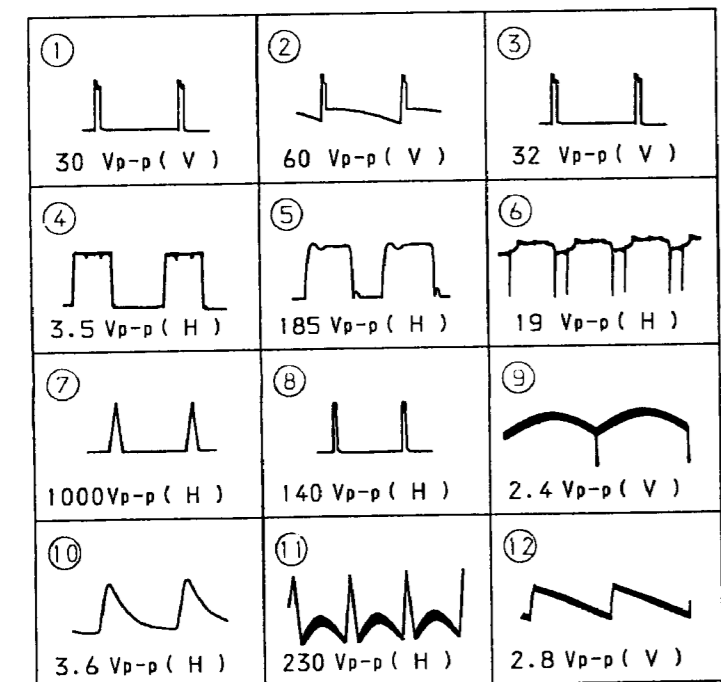 ① ② ③
30 Vp-p ( V ) 60 Vp-p ( V ) 32 Vp-p ( V )
④ ⑤ ⑥
3.5 Vp-p ( H ) 185 Vp-p ( H ) 19 Vp-p ( H )
⑦ ⑧ ⑨
1000Vp-p ( H ) 140 Vp-p ( H ) 2.4 Vp-p ( V )
⑩ ⑪ ⑫
3.6 Vp-p ( H ) 230 Vp-p ( H ) 2.8 Vp-p ( V )